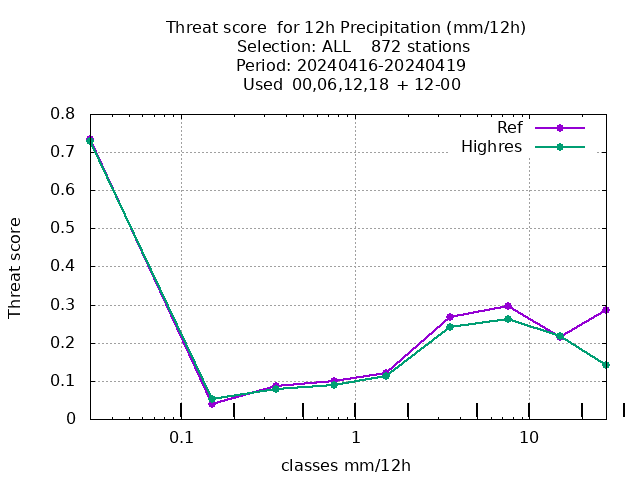 Threat score  for 12h Precipitation (mm/12h)
Selection: ALL    872 stations
Period: 20240416-20240419
Used  00,06,12,18 + 12-00
Ref
Highres
0.8
0.7
0.6
0.5
0.4
0.3
0.2
0.1
0
Threat score
0.1
1
10
classes mm/12h